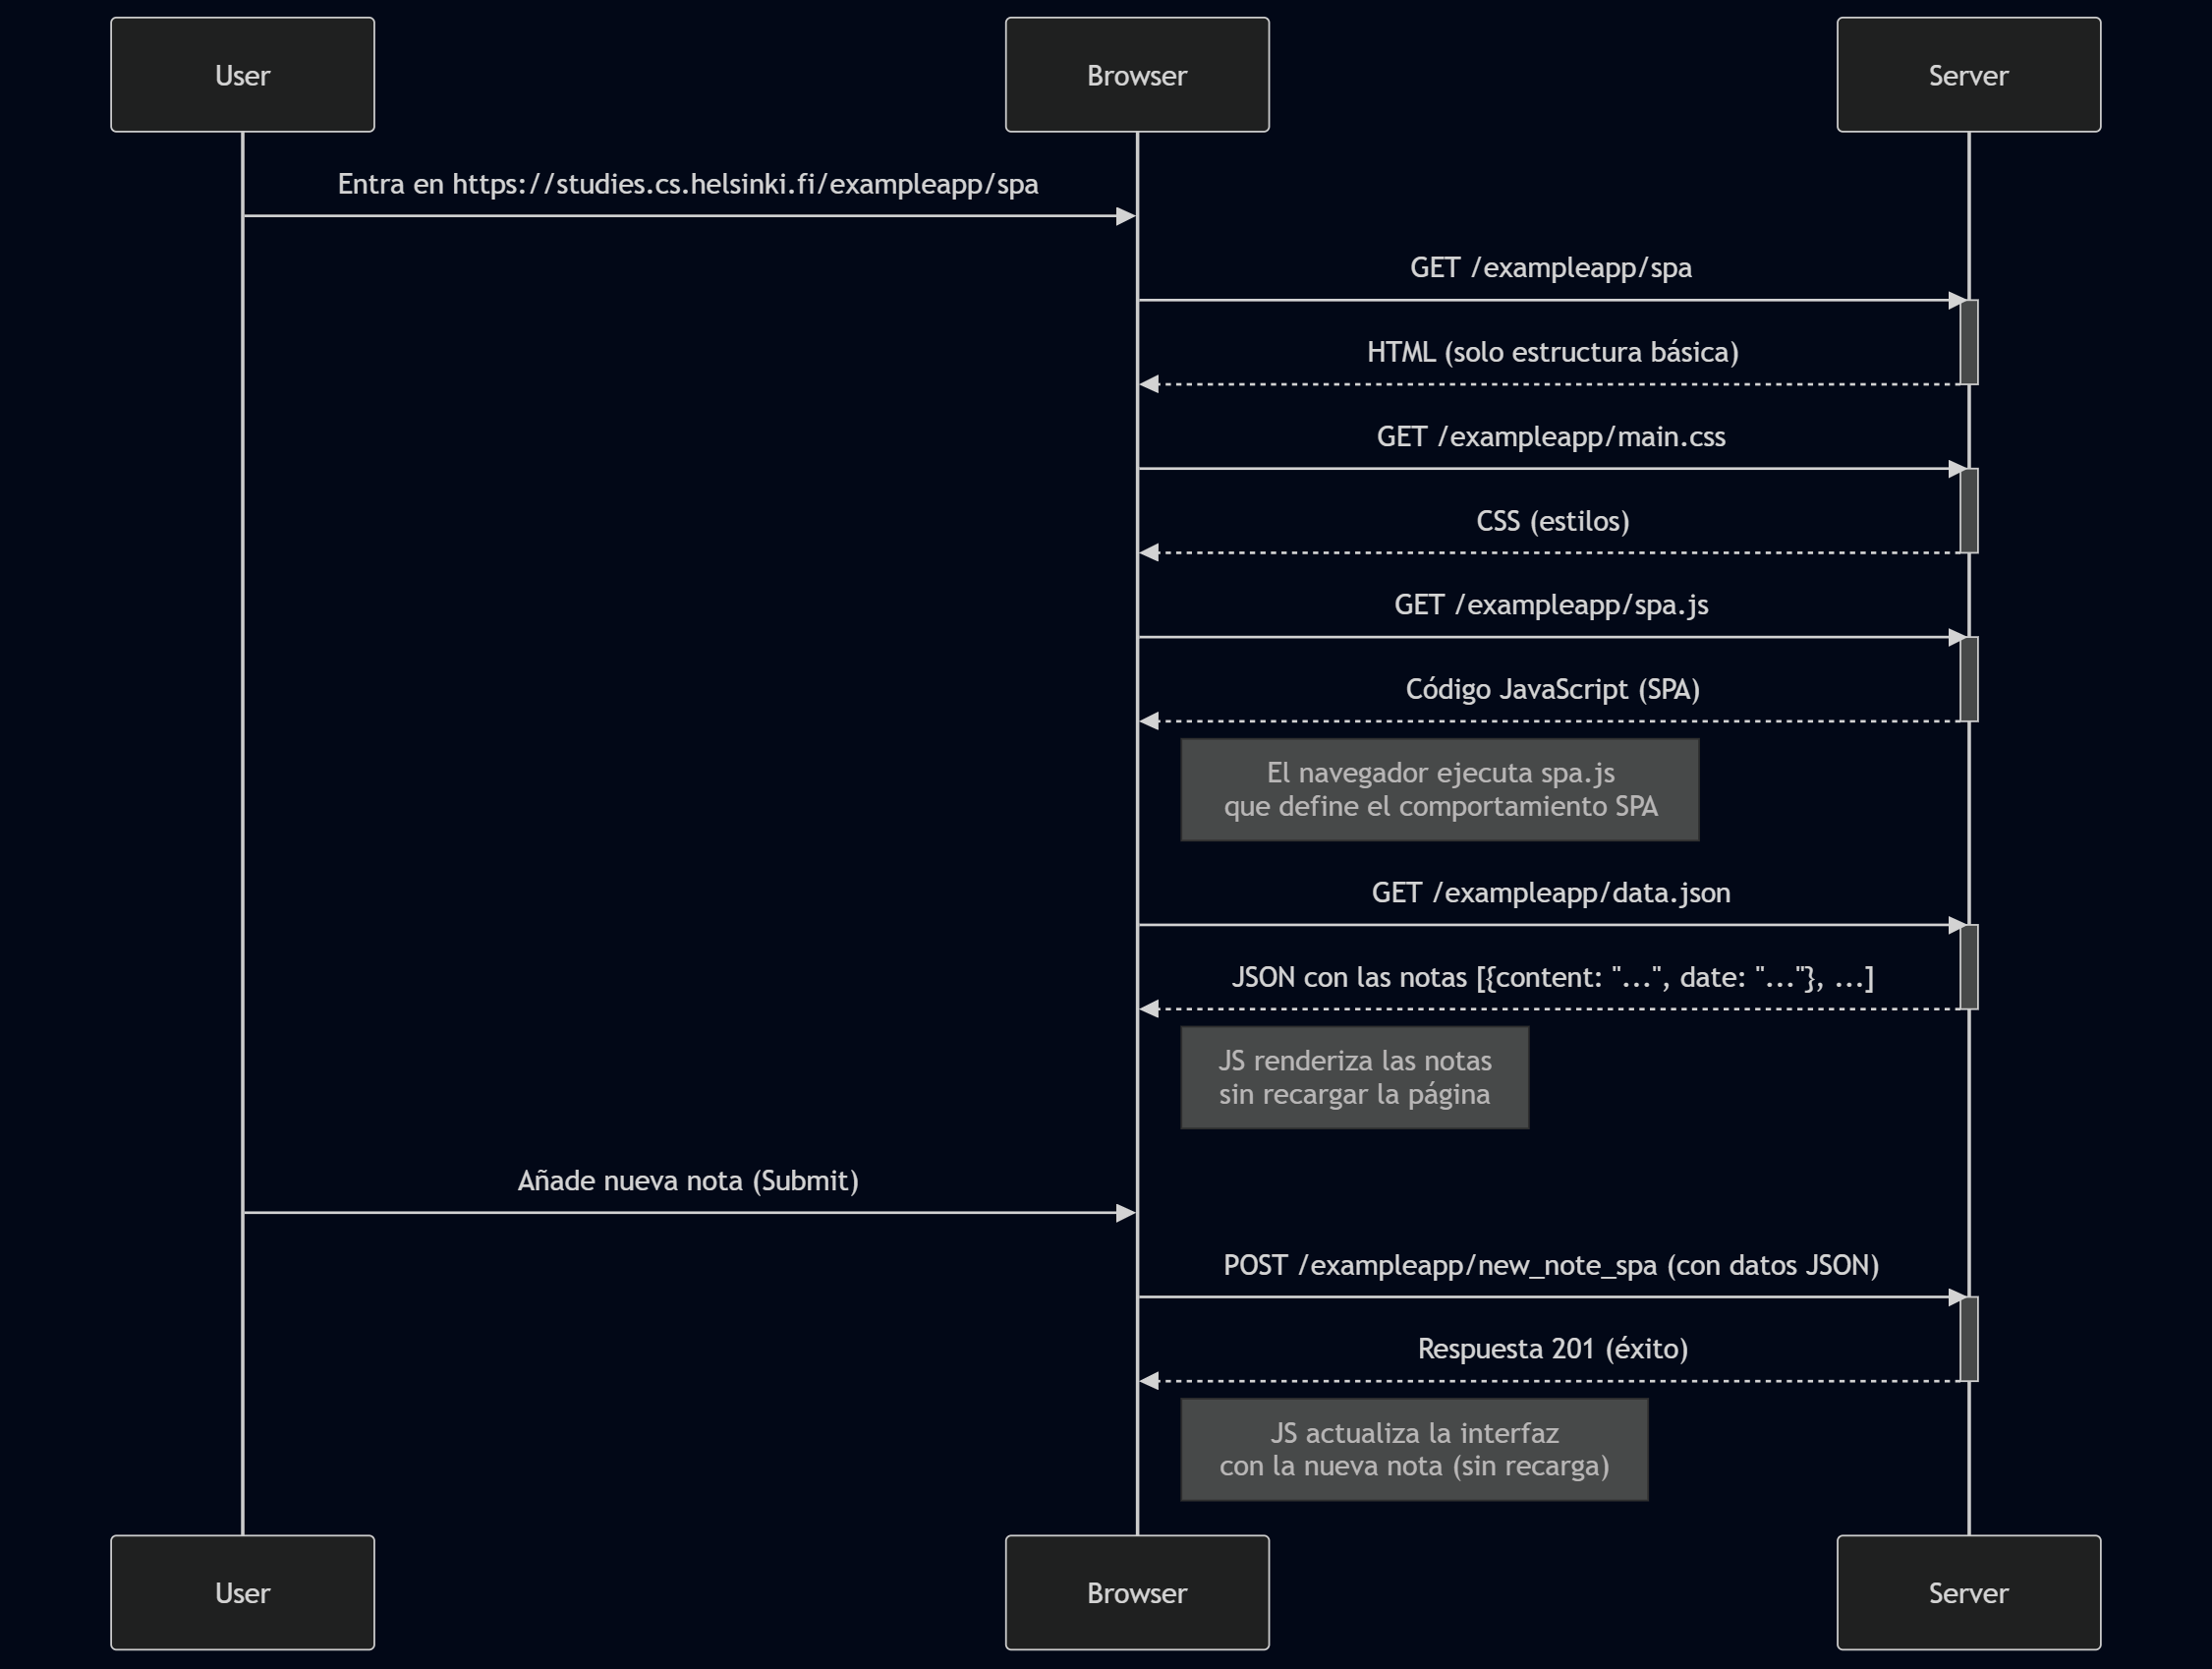 User
Browser
Server
Entra en https://studies.cs.helsinki.fi/exampleapp/spa
GET /exampleapp/spa
HTML (solo estructura básica)
GET /exampleapp/main.css
CSS (estilos)
GET /exampleapp/spa.js
Código JavaScript (SPA)
El navegador ejecuta spa.js
que define el comportamiento SPA
GET /exampleapp/data.json
JSON con las notas [{content: "...", date: "..."}, ...]
JS renderiza las notas
sin recargar la página
Añade nueva nota (Submit)
POST /exampleapp/new_note_spa (con datos JSON)
Respuesta 201 (éxito)
JS actualiza la interfaz
con la nueva nota (sin recarga)
User
Browser
Server